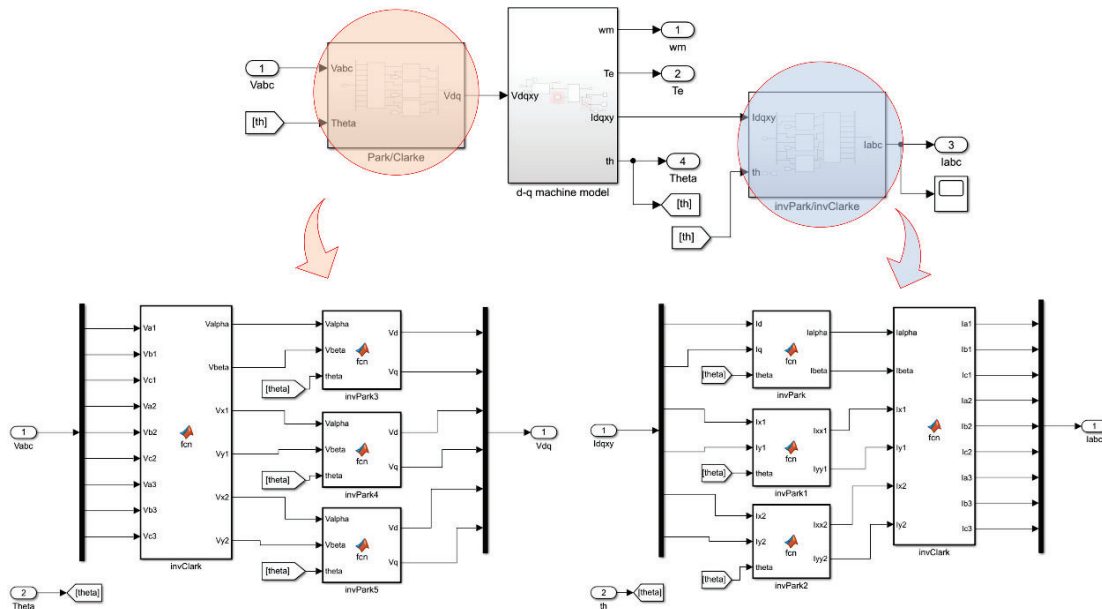 1
Vabc
[th]
Vabc
Theta
Vdq
Park/Clarke
Vdqxy
wm
Te
Idqxy
th
d-q machine model
1
wm
2
Te
4
Theta
[th]
[th]
Idqxy
th
Iabc
invPark/invClarke
3
Iabc
1
Vabc
2
Theta
[theta]
Va1
Vb1
Vc1
Va2
Vb2
Vc2
Va3
Vb3
Vc3
fcn
Valpha
Vbeta
Vx1
Vy1
Vx2
Vy2
invClark
[theta]
Valpha
Vbeta
theta
fcn
Vd
Vq
invPark3
[theta]
Valpha
Vbeta
theta
fcn
Vd
Vq
invPark4
[theta]
Valpha
Vbeta
theta
fcn
Vd
Vq
invPark5
1
Vdq
1
Idqxy
2
th
[theta]
[theta]
Id
Iq
theta
fcn
Ialpha
Ibeta
invPark
[theta]
Ix1
Iy1
theta
fcn
Ixx1
Iyy1
invPark1
[theta]
Ix2
Iy2
theta
fcn
Ixx2
Iyy2
invPark2
Ialpha
Ibeta
Ix1
Iy1
Ix2
Iy2
fcn
Ia1
Ib1
Ic1
Ia2
Ib2
Ic2
Ia3
Ib3
Ic3
invClark
1
Iabc